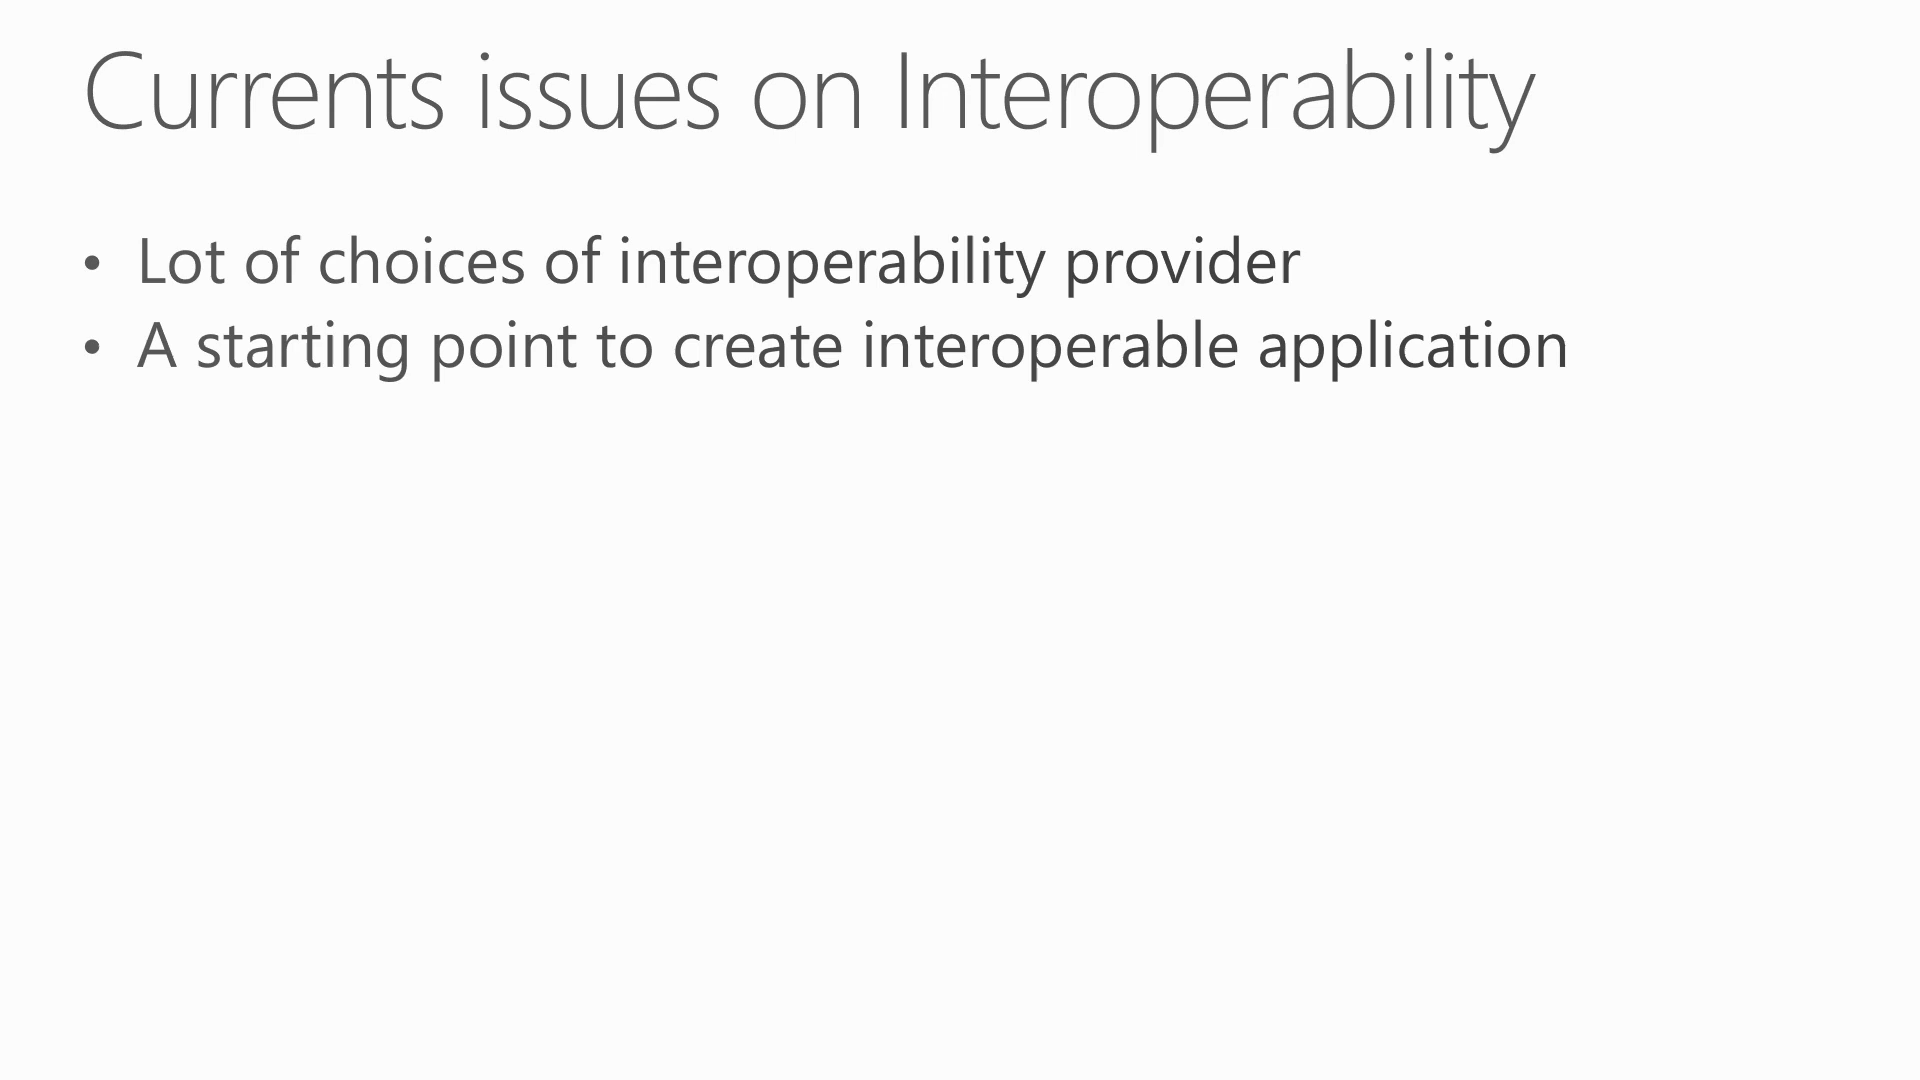 Currents issues on Interoperability
• Lot of choices of interoperability provider
• A starting point to create interoperable application